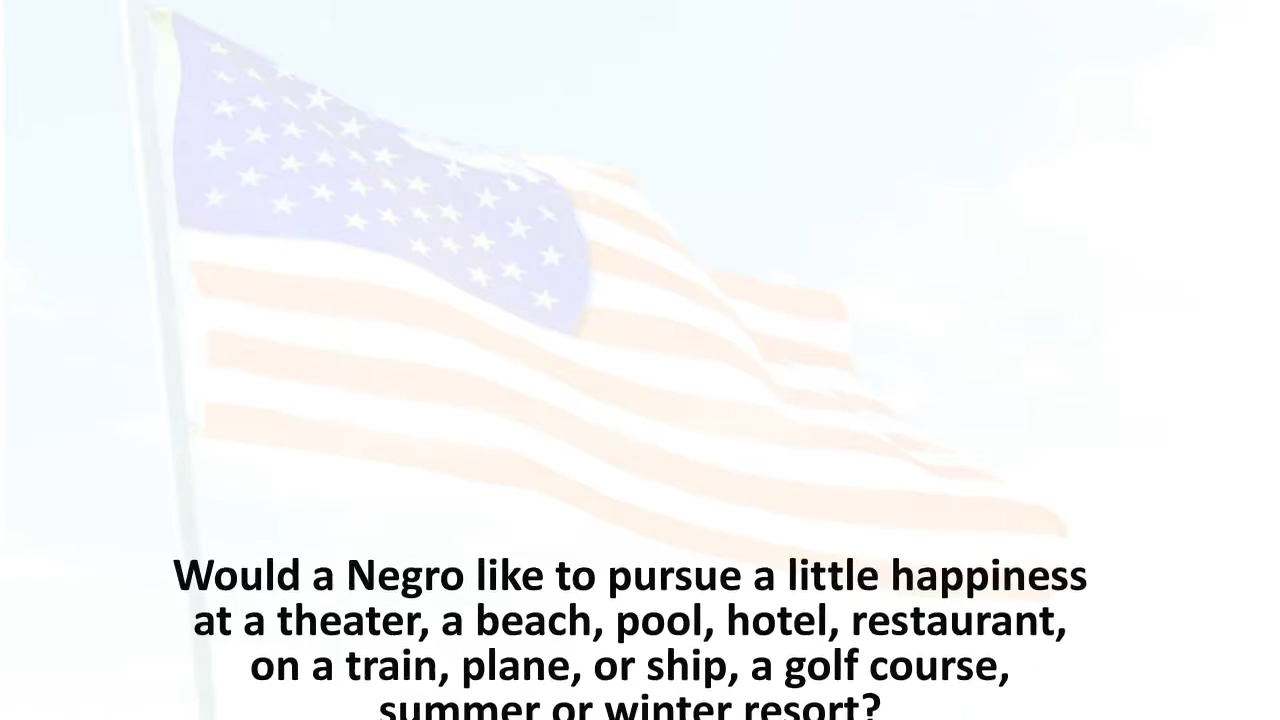 Would a Negro like to pursue a little happiness
at a theater, a beach, pool, hotel, restaurant,
on a train, plane, or ship, a golf course,
summer or winter resort?